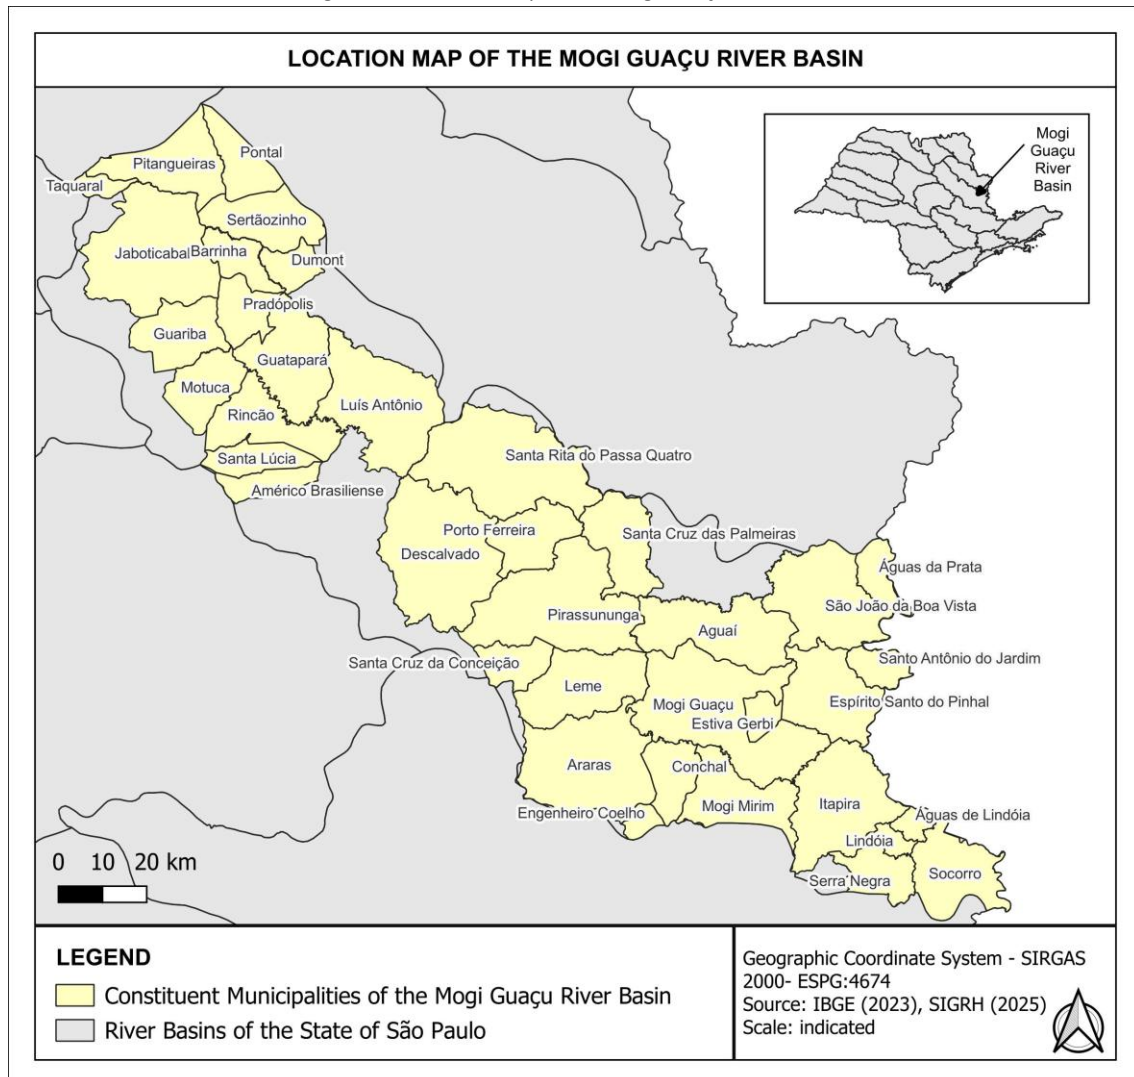 LOCATION MAP OF THE MOGI GUAÇU RIVER BASIN
Mogi
Guaçu
River
Basin
Pontal
Pitangueiras
Taquaral
Sertãozinho
Jaboticabal
Barrinha
Dumont
Pradópolis
Guariba
Guatapará
Motuca
Luís Antônio
Rincão
Santa Lúcia
Santa Rita do Passa Quatro
Américo Brasiliense
Porto Ferreira
Santa Cruz das Palmeiras
Descalvado
Águas da Prata
São João da Boa Vista
Pirassununga
Aguaí
Santa Cruz da Conceição
Santo Antônio do Jardim
Leme
Espírito Santo do Pinhal
Mogi Guaçu
Estiva Gerbi
Araras
Conchal
Mogi Mirim
Itapira
Engenheiro Coelho
Águas de Lindóia
Lindóia
Serra Negra
Socorro
0 10 20 km
LEGEND
Constituent Municipalities of the Mogi Guaçu River Basin
River Basins of the State of São Paulo
Geographic Coordinate System - SIRGAS
2000- ESPG:4674
Source: IBGE (2023), SIGRH (2025)
Scale: indicated